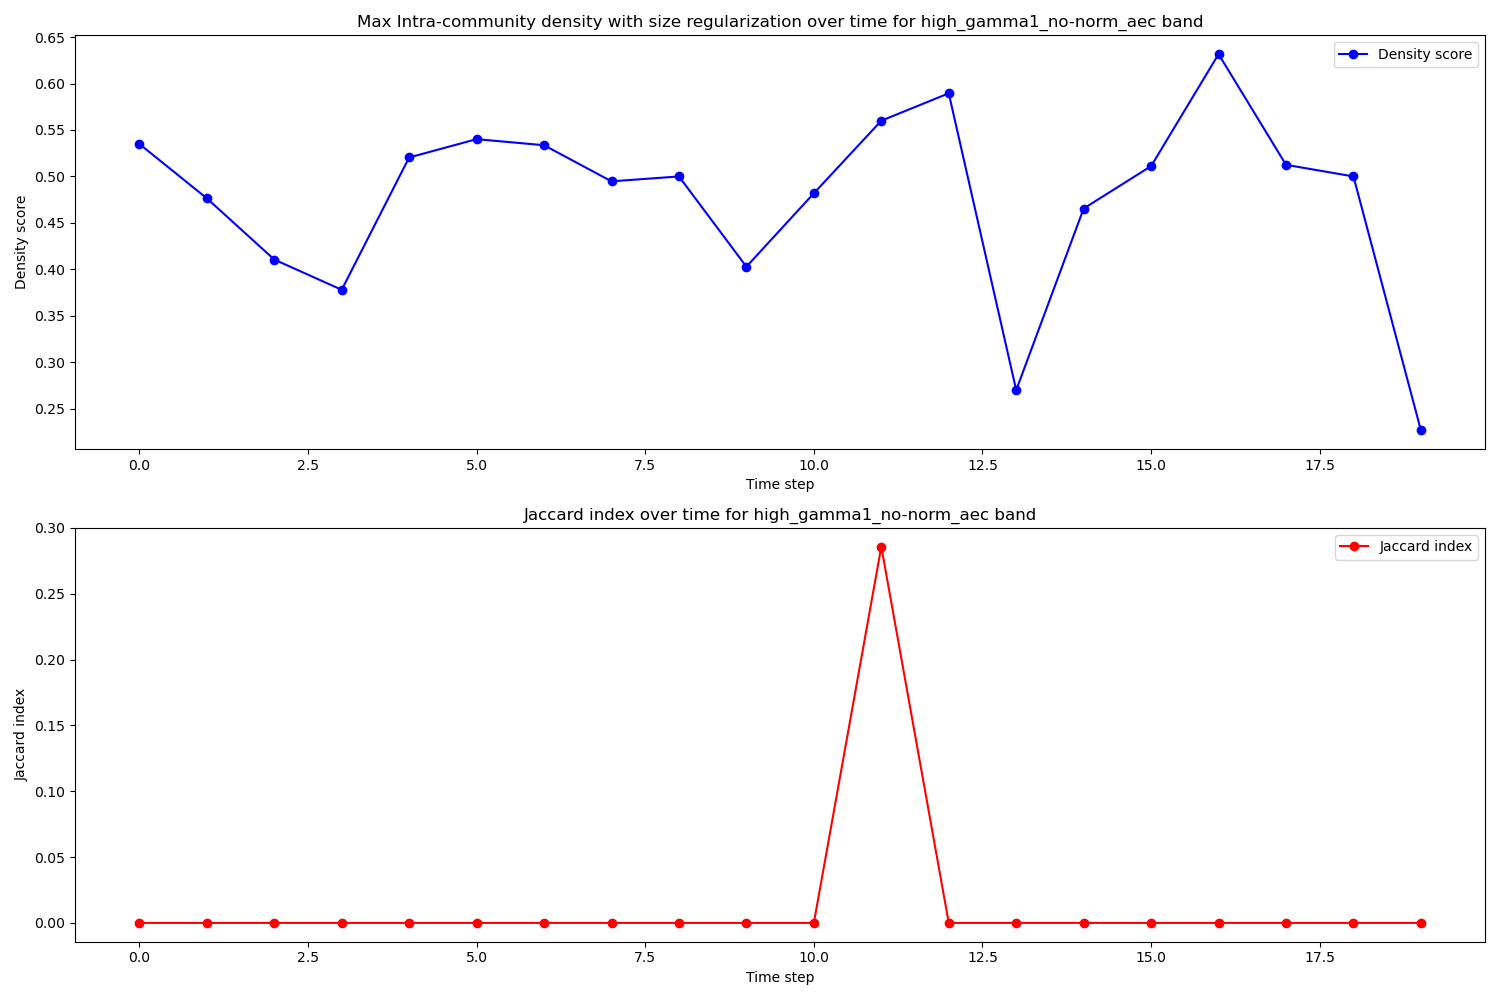 Max Intra-community density with size regularization over time for high_gamma1_no-norm_aec band
0.65
0.60
0.55
0.50
0.45
0.40
0.35
0.30
0.25
Density score
Density score
0.0 2.5 5.0 7.5 10.0 12.5 15.0 17.5
Time step
Jaccard index over time for high_gamma1_no-norm_aec band
0.30
0.25
0.20
0.15
0.10
0.05
0.00
Jaccard index
Jaccard index
0.0 2.5 5.0 7.5 10.0 12.5 15.0 17.5
Time step